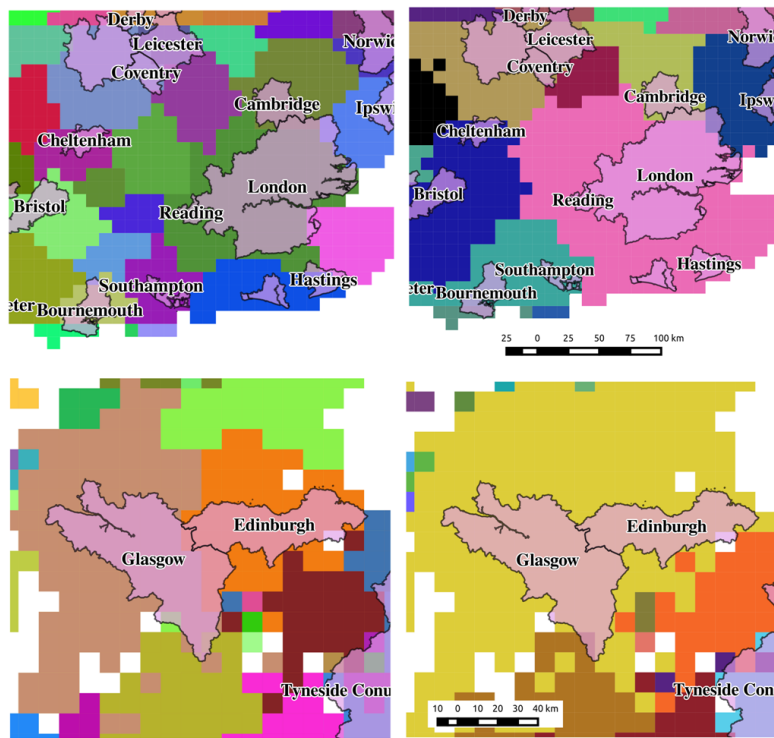 Derby
Leicester
Norwic
Coventry
Cambridge
Ipswi
Cheltenham
London
Bristol
Reading
Southampton
Hastings
eter
Bournemouth
Derby
Leicester
Norwi
Coventry
Cambridge
Ipsw
Cheltenham
London
Bristol
Reading
Hastings
Southampton
eter
Bournemouth
25 0 25 50 75 100 km
Edinburgh
Glasgow
Tyneside Conu
Edinburgh
Glasgow
Tyneside Conu
10 0 10 20 30 40 km